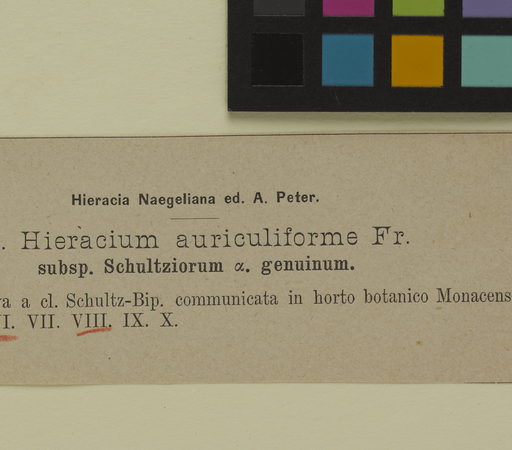 Hieracia Naegeliana ed. A. Peter.
. Hieracium auriculiforme Fr.
subsp. Schultziorum α. genuinum.
a cl. Schultz-Bip. communicata in horto botanico Monacens
I. VII. VIII. IX. X.